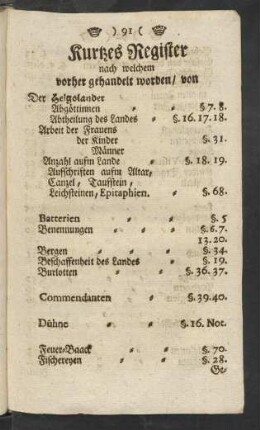 ) 91 (
Kurtzes Register
nach welchem
vorher gehandelt worden / von
Der Helgolander
Abgöttinnen = = §. 7. 8.
Abtheilung des Landes = §. 16. 17. 18.
Arbeit der Frauens
der Kinder §. 31.
Männer
Anzahl aufm Lande = §. 18. 19.
Aufschriften aufm Altar,
Cantzel, Taufstein,
Leichsteinen, Epitaphien. = §. 68.
Batterien = = §. 5
Benennungen = = §. 6. 7.
13. 20.
Bergen = = = §. 34.
Beschaffenheit des Landes = §. 19.
Burlotten = = §. 36. 37.
Commendanten = §. 39. 40.
Dühne = = §. 16. Not.
Feuer-Baack = = §. 70.
Fischereyen = = §. 28.
Ge-